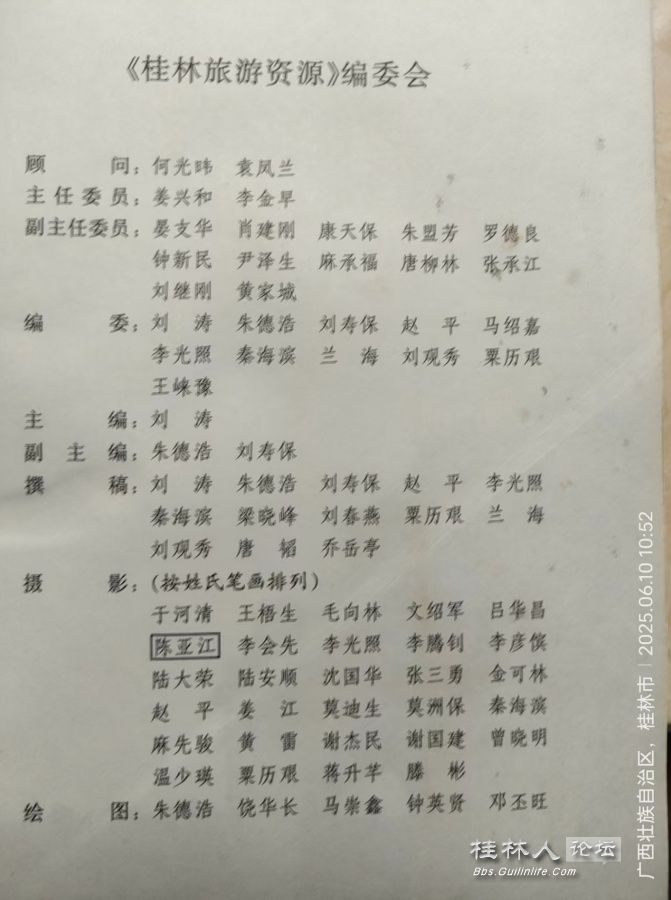 《桂林旅游资源》编委会
顾 问：何光暐 袁凤兰
主任委员：姜兴和 李金早
副主任委员：晏支华 肖建刚 康天保 朱盟芳 罗德良
钟新民 尹泽生 麻承福 唐柳林 张承江
刘继刚 黄家城
编 委：刘 涛 朱德浩 刘寿保 赵 平 马绍嘉
李光照 秦海滨 兰 海 刘观秀 粟历艰
王崃豫
主 编：刘 涛
副 主 编：朱德浩 刘寿保
撰 稿：刘 涛 朱德浩 刘寿保 赵 平 李光照
秦海滨 梁晓峰 刘春燕 粟历艰 兰 海
刘观秀 唐 韬 乔岳亭
摄 影：(按姓氏笔画排列)
于河清 王梧生 毛向林 文绍军 吕华昌
陈亚江 李会先 李光照 李腾钊 李彦傧
陆大荣 陆安顺 沈国华 张三勇 金可林
赵 平 姜 江 莫迪生 莫洲保 秦海滨
麻先骏 黄 雷 谢杰民 谢国建 曾晓明
温少瑛 粟历艰 蒋升芊 滕 彬
绘 图：朱德浩 饶华长 马崇鑫 钟英贤 邓丕旺
广西壮族自治区，桂林市 | 2025.06.10 10:52
桂林人论坛
Bbs.Guilinlife.com